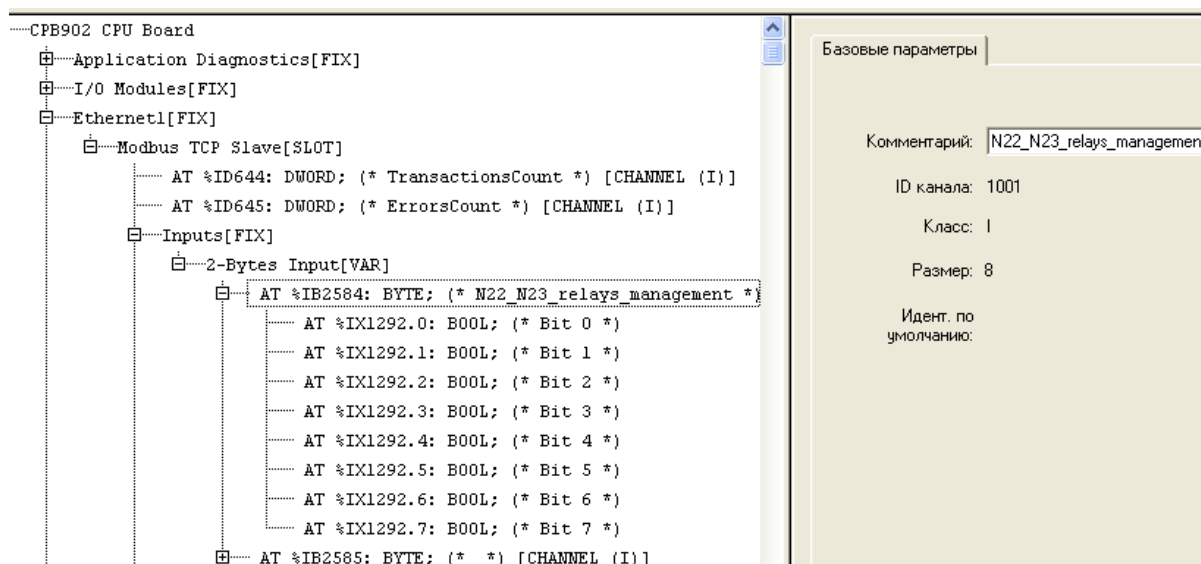 CPB902 CPU Board
Application Diagnostics[FIX]
I/O Modules[FIX]
Ethernet1[FIX]
Modbus TCP Slave[SLOT]
AT %ID644: DWORD; (* TransactionsCount *) [CHANNEL (I)]
AT %ID645: DWORD; (* ErrorsCount *) [CHANNEL (I)]
Inputs[FIX]
2-Bytes Input[VAR]
AT %IB2584: BYTE; (* N22_N23_relays_management *)
AT %IX1292.0: BOOL; (* Bit 0 *)
AT %IX1292.1: BOOL; (* Bit 1 *)
AT %IX1292.2: BOOL; (* Bit 2 *)
AT %IX1292.3: BOOL; (* Bit 3 *)
AT %IX1292.4: BOOL; (* Bit 4 *)
AT %IX1292.5: BOOL; (* Bit 5 *)
AT %IX1292.6: BOOL; (* Bit 6 *)
AT %IX1292.7: BOOL; (* Bit 7 *)
AT %IB2585: BYTE; (* *) [CHANNEL (I)]
Базовые параметры
Комментарий: N22_N23_relays_managemen
ID канала: 1001
Класс: I
Размер: 8
Идент. по
умолчанию: